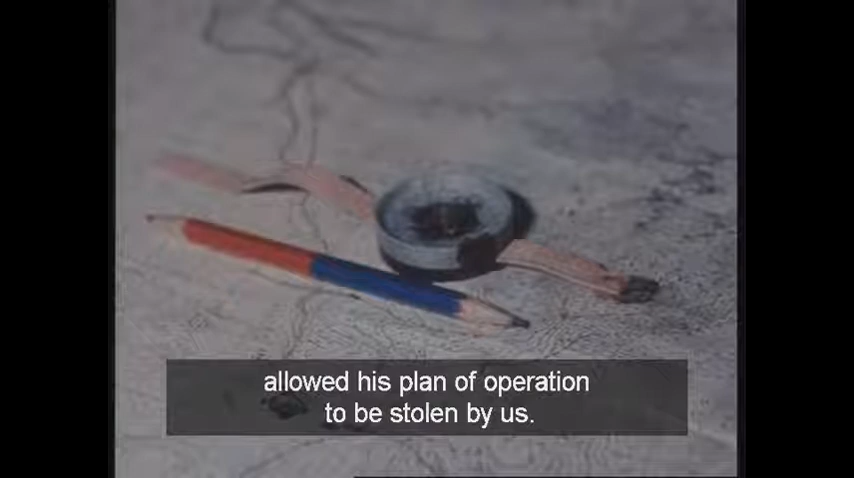 allowed his plan of operation
to be stolen by us.